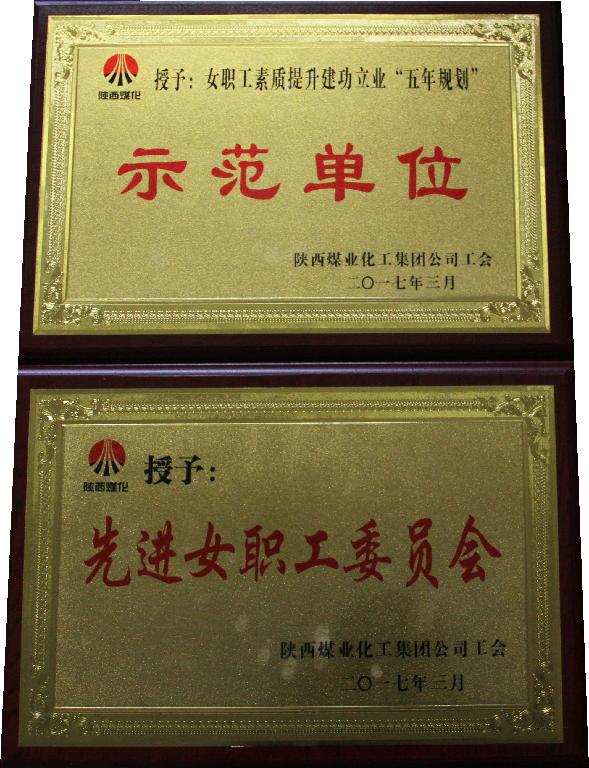 陕西煤化
授予：女职工素质提升建功立业“五年规划”
示范单位
陕西煤业化工集团公司工会
二〇一七年三月
陕西煤化
授予：
先进女职工委员会
陕西煤业化工集团公司工会
二〇一七年三月